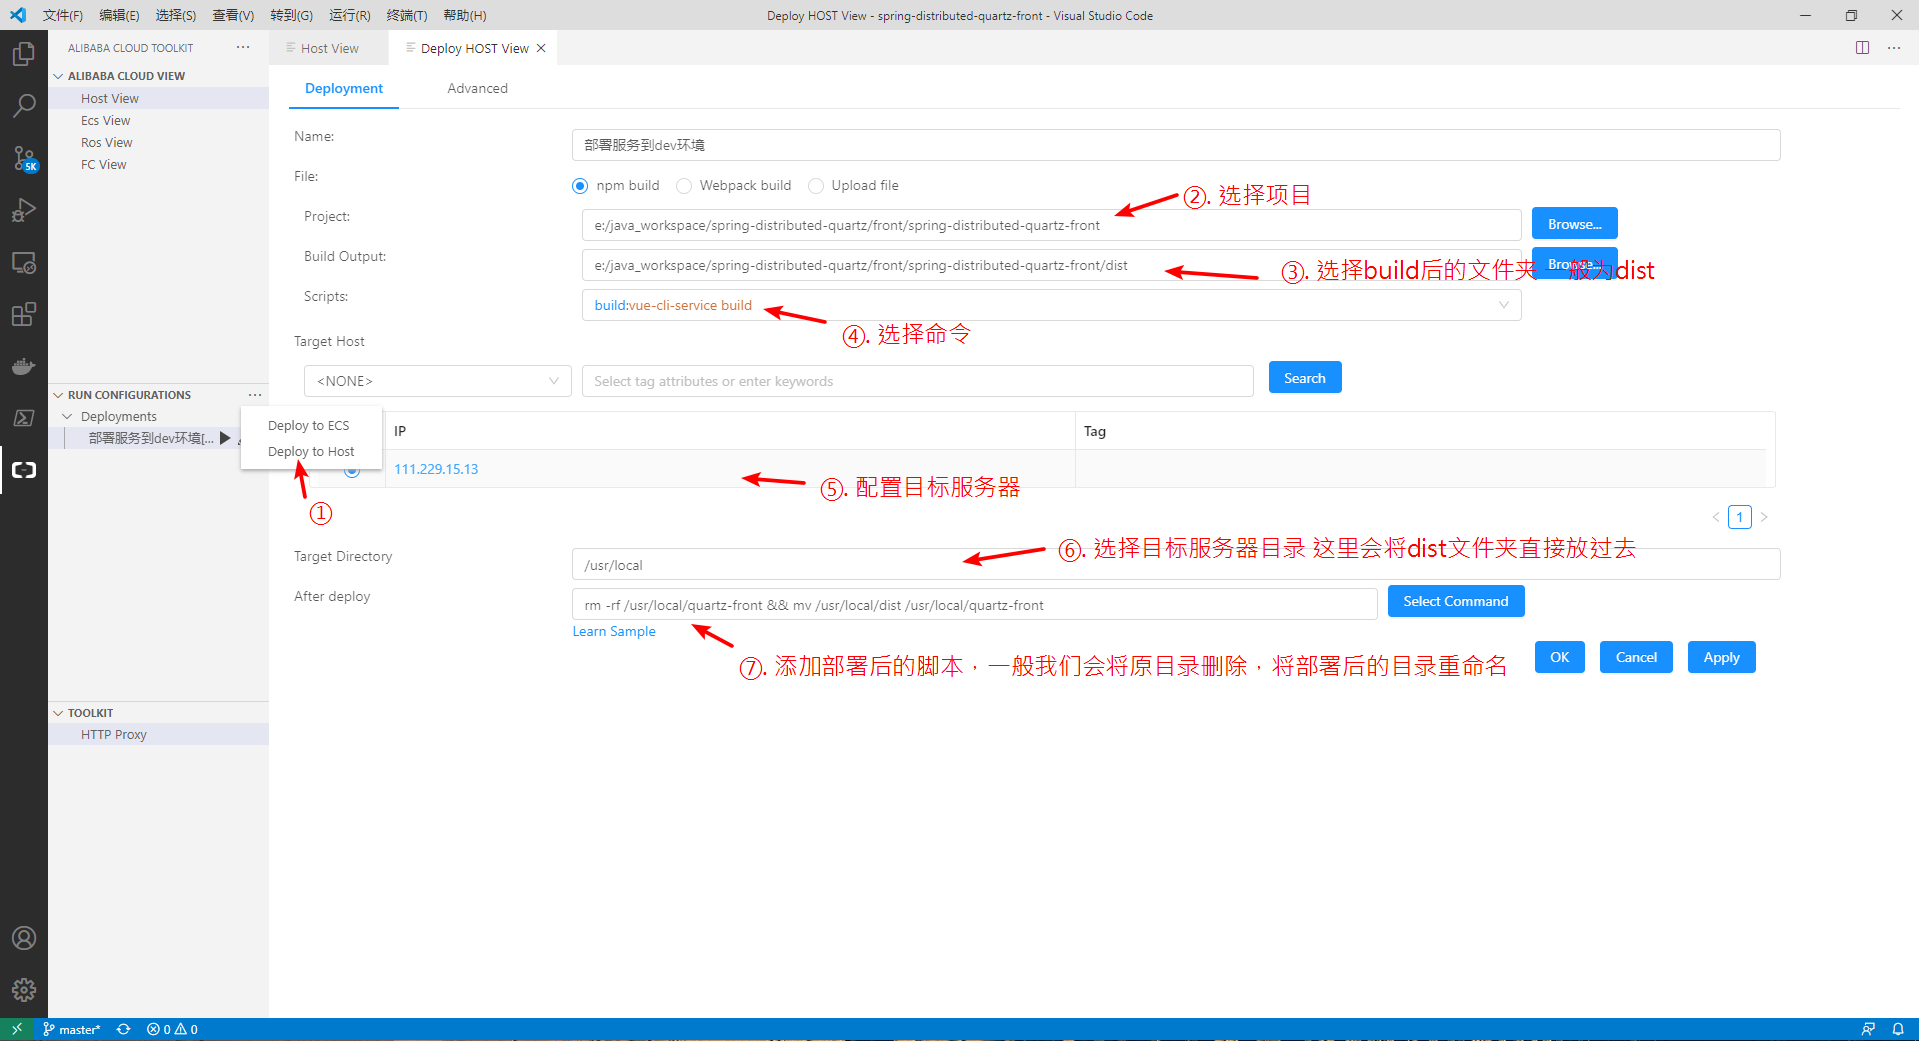 文件(F) 编辑(E) 选择(S) 查看(V) 转到(G) 运行(R) 终端(T) 帮助(H)
Deploy HOST View - spring-distributed-quartz-front - Visual Studio Code
ALIBABA CLOUD TOOLKIT ···
Host View
Deploy HOST View
ALIBABA CLOUD VIEW
Host View
Ecs View
Ros View
FC View
5K
Deployment
Advanced
Name:
部署服务到dev环境
File:
npm build
Webpack build
Upload file
②. 选择项目
Project:
e:/java_workspace/spring-distributed-quartz/front/spring-distributed-quartz-front
Browse...
Build Output:
e:/java_workspace/spring-distributed-quartz/front/spring-distributed-quartz-front/dist
Browse...
③. 选择build后的文件夹 一般为dist
Scripts:
build:vue-cli-service build
④. 选择命令
Target Host
<NONE>
Select tag attributes or enter keywords
Search
RUN CONFIGURATIONS ···
Deployments
部署服务到dev环境[...
Deploy to ECS
Deploy to Host
①
IP
Tag
111.229.15.13
⑤. 配置目标服务器
1
Target Directory
/usr/local
⑥. 选择目标服务器目录 这里会将dist文件夹直接放过去
After deploy
rm -rf /usr/local/quartz-front && mv /usr/local/dist /usr/local/quartz-front
Select Command
Learn Sample
⑦. 添加部署后的脚本，一般我们会将原目录删除，将部署后的目录重命名
OK
Cancel
Apply
TOOLKIT
HTTP Proxy
master*
0
0